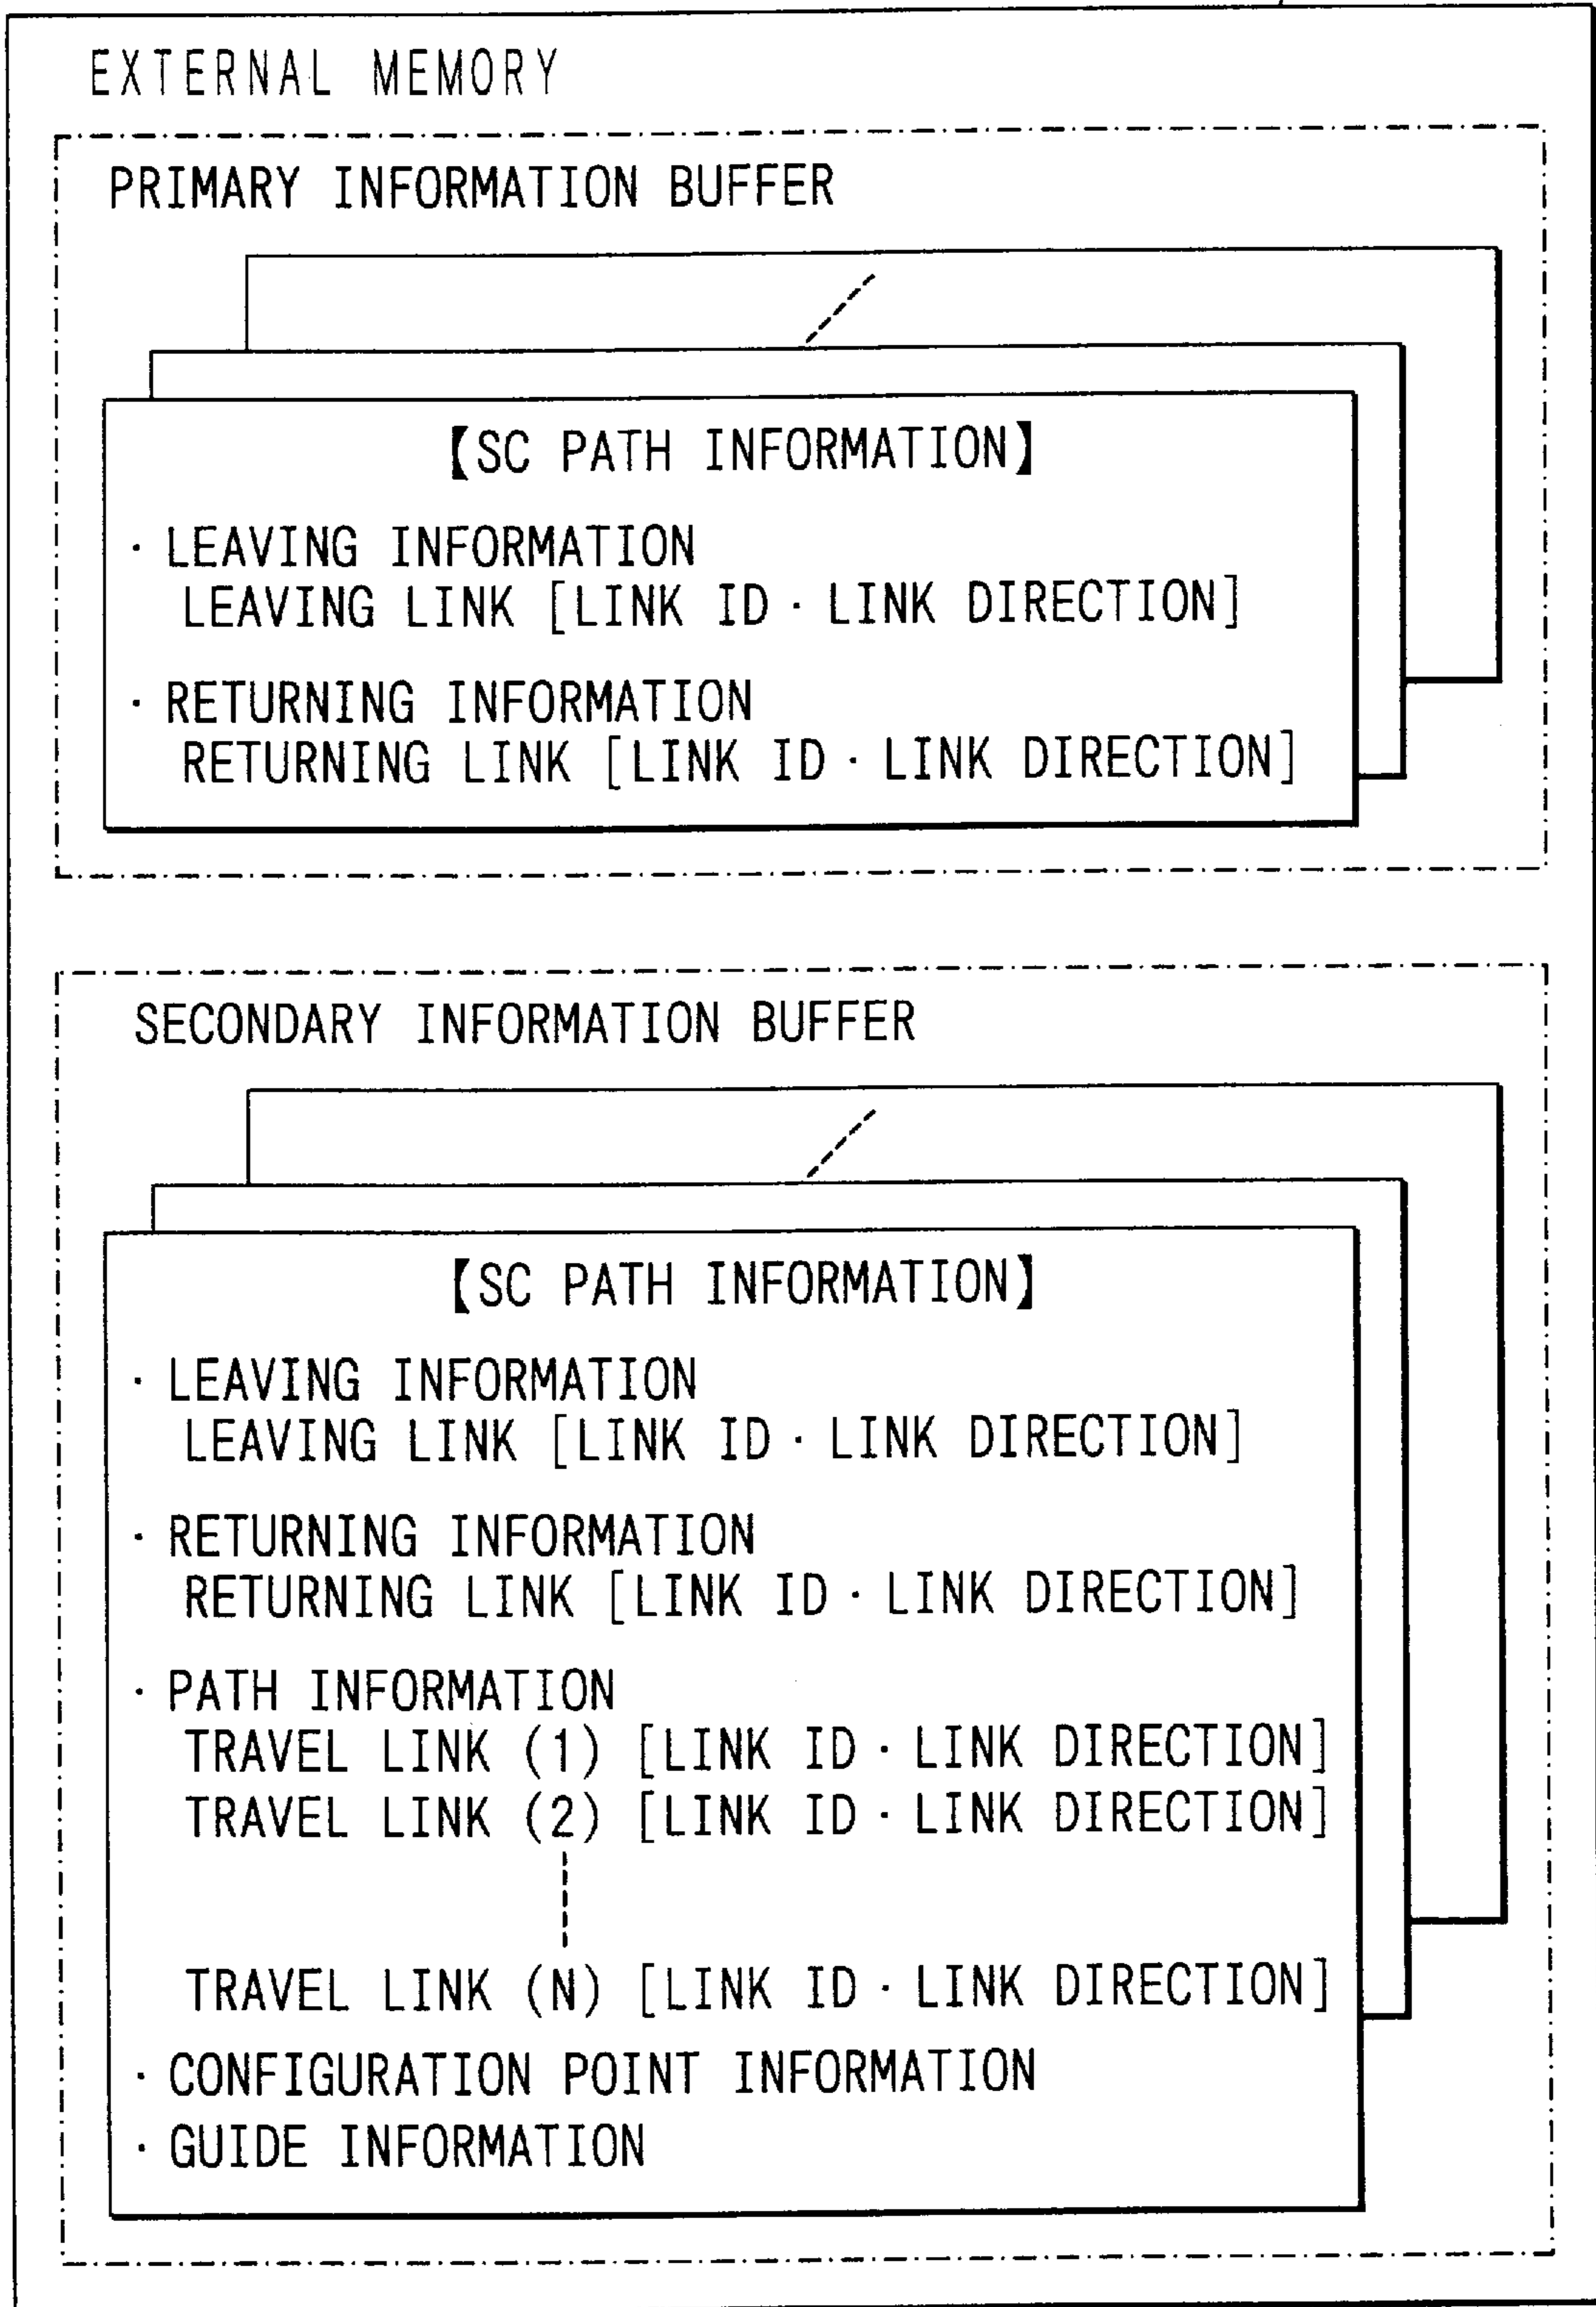 EXTERNAL MEMORY
PRIMARY INFORMATION BUFFER
【SC PATH INFORMATION】
· LEAVING INFORMATION
LEAVING LINK [LINK ID · LINK DIRECTION]
· RETURNING INFORMATION
RETURNING LINK [LINK ID · LINK DIRECTION]
SECONDARY INFORMATION BUFFER
【SC PATH INFORMATION】
· LEAVING INFORMATION
LEAVING LINK [LINK ID · LINK DIRECTION]
· RETURNING INFORMATION
RETURNING LINK [LINK ID · LINK DIRECTION]
· PATH INFORMATION
TRAVEL LINK (1) [LINK ID · LINK DIRECTION]
TRAVEL LINK (2) [LINK ID · LINK DIRECTION]
TRAVEL LINK (N) [LINK ID · LINK DIRECTION]
· CONFIGURATION POINT INFORMATION
· GUIDE INFORMATION